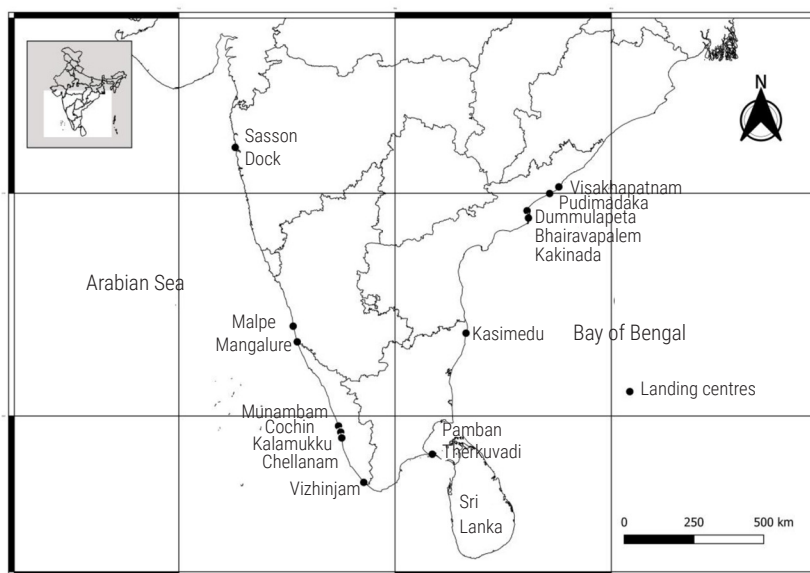 N
Sasson
Dock
Visakhapatnam
Pudimadaka
Dummulapeta
Bhairavapalem
Kakinada
Arabian Sea
Malpe
Mangalure
Kasimedu
Bay of Bengal
Landing centres
Munambam
Cochin
Kalamukku
Chellanam
Vizhinjam
Pamban
Therkuvadi
Sri
Lanka
0 250 500 km